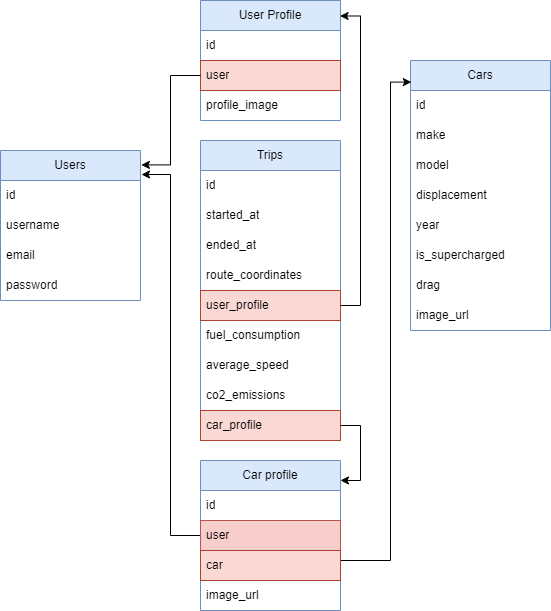 User Profile
id
user
profile_image
Cars
id
make
model
displacement
year
is_supercharged
drag
image_url
Trips
id
started_at
ended_at
route_coordinates
user_profile
fuel_consumption
average_speed
co2_emissions
car_profile
Users
id
username
email
password
Car profile
id
user
car
image_url